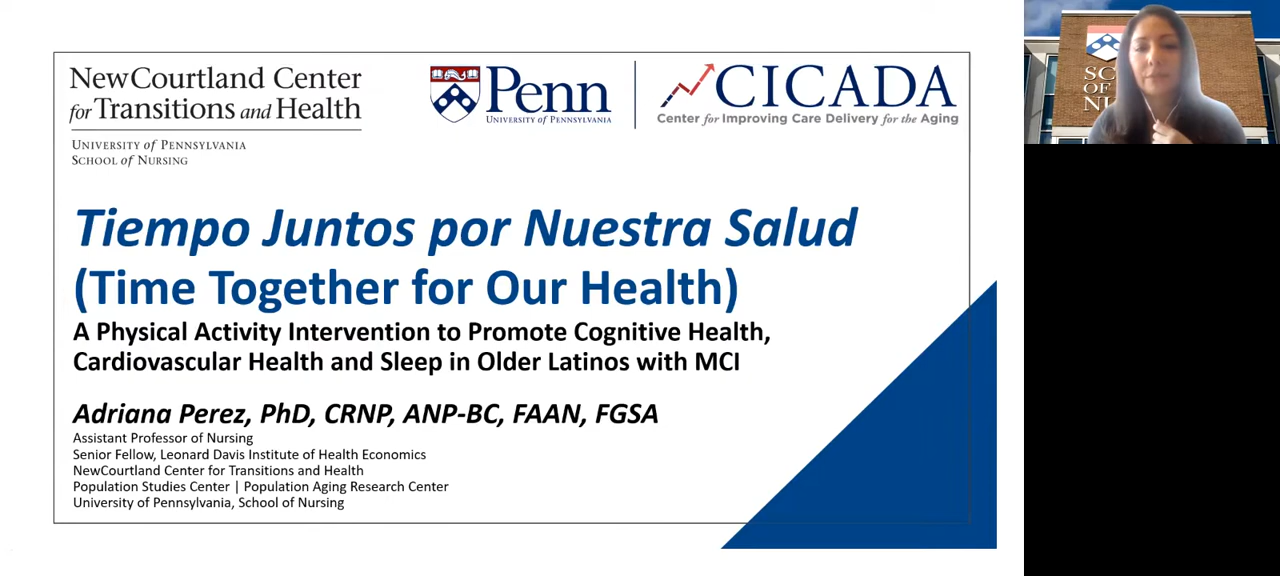 NewCourtland Center
for Transitions and Health
UNIVERSITY of PENNSYLVANIA
SCHOOL of NURSING
Penn
UNIVERSITY of PENNSYLVANIA
CICADA
Center for Improving Care Delivery for the Aging
Tiempo Juntos por Nuestra Salud
(Time Together for Our Health)
A Physical Activity Intervention to Promote Cognitive Health,
Cardiovascular Health and Sleep in Older Latinos with MCI
Adriana Perez, PhD, CRNP, ANP-BC, FAAN, FGSA
Assistant Professor of Nursing
Senior Fellow, Leonard Davis Institute of Health Economics
NewCourtland Center for Transitions and Health
Population Studies Center | Population Aging Research Center
University of Pennsylvania, School of Nursing
OF